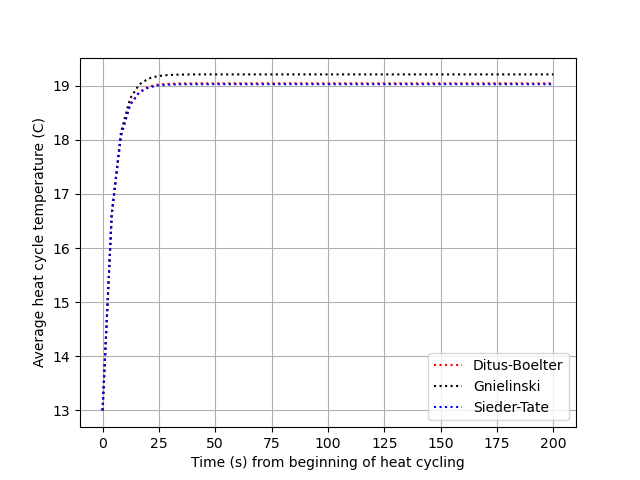 19
18
17
16
15
14
13
Average heat cycle temperature (C)
Ditus-Boelter
Gnielinski
Sieder-Tate
0 25 50 75 100 125 150 175 200
Time (s) from beginning of heat cycling